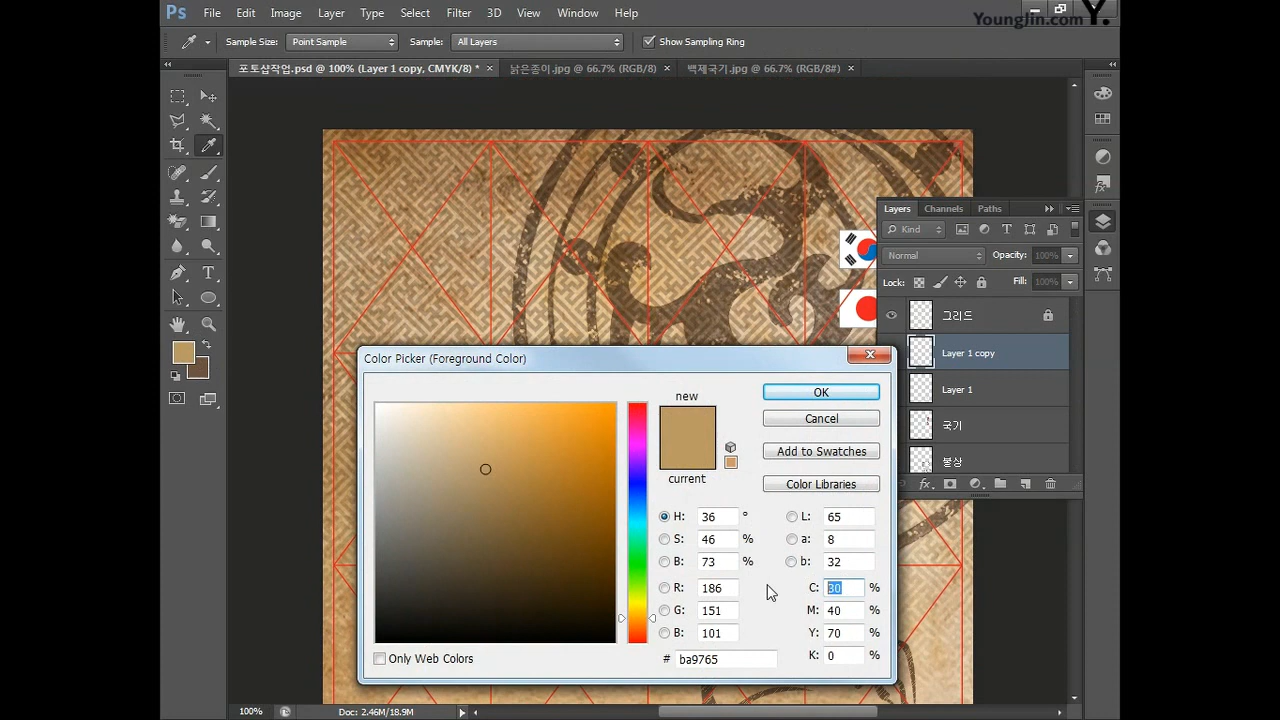 Ps File Edit Image Layer Type Select Filter 3D View Window Help
YoungJin.com Y.
Sample Size: Point Sample Sample: All Layers Show Sampling Ring
포토샵작업.psd @ 100% (Layer 1 copy, CMYK/8) * × 낡은종이.jpg @ 66.7% (RGB/8) × 백제국기.jpg @ 66.7% (RGB/8#) ×
Layers Channels Paths
Kind
Normal Opacity: 100%
Lock: Fill: 100%
그리드
Layer 1 copy
Layer 1
국기
불상
Color Picker (Foreground Color)
new
current
OK
Cancel
Add to Swatches
Color Libraries
H: 36 ° L: 65
S: 46 % a: 8
B: 73 % b: 32
R: 186 C: 30 %
G: 151 M: 40 %
B: 101 Y: 70 %
# ba9765 K: 0 %
Only Web Colors
100% Doc: 2.46M/18.9M